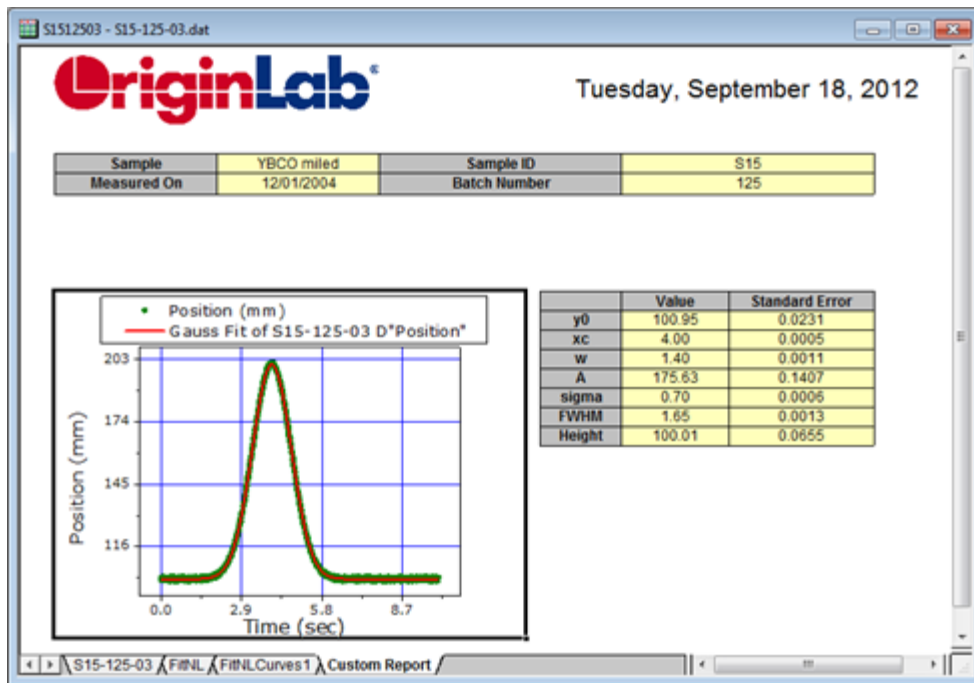 S1512503 - S15-125-03.dat
OriginLab®
Tuesday, September 18, 2012
Sample YBCO miled Sample ID S15
Measured On 12/01/2004 Batch Number 125
Position (mm)
Gauss Fit of S15-125-03 D"Position"
203
174
145
116
Position (mm)
0.0 2.9 5.8 8.7
Time (sec)
Value Standard Error
y0 100.95 0.0231
xc 4.00 0.0005
w 1.40 0.0011
A 175.63 0.1407
sigma 0.70 0.0006
FWHM 1.65 0.0013
Height 100.01 0.0655
S15-125-03 FitNL FitNLCurves1 Custom Report